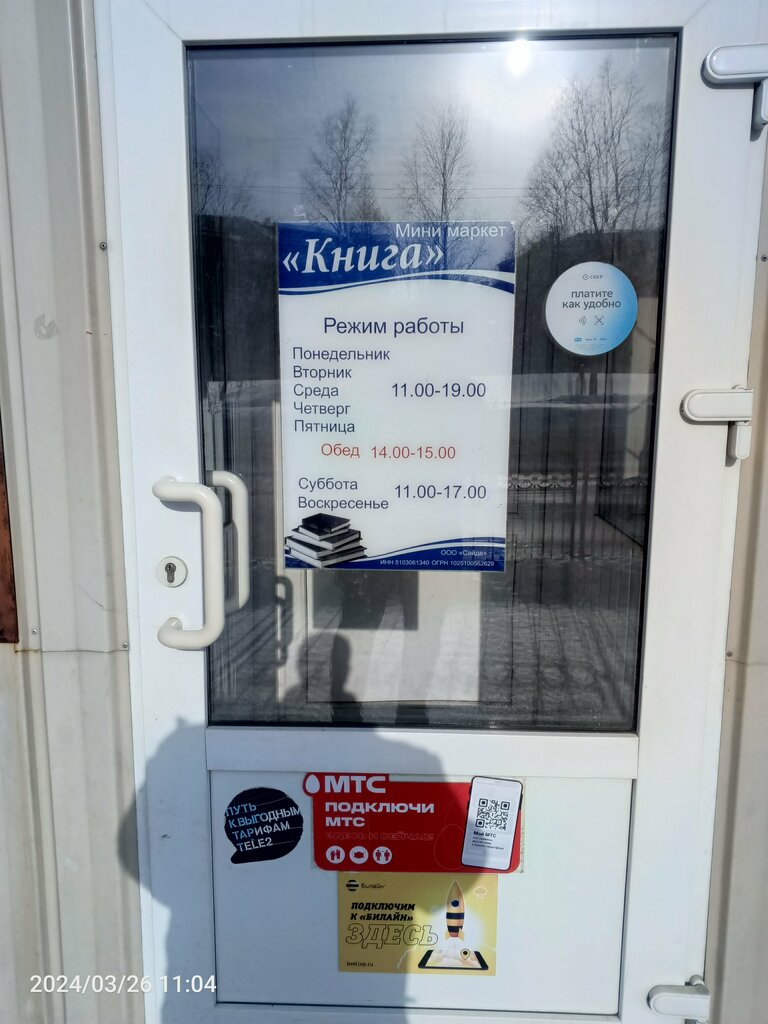 Мини маркет
«Книга»
Режим работы
Понедельник
Вторник
Среда 11.00-19.00
Четверг
Пятница
Обед 14.00-15.00
Суббота
Воскресенье 11.00-17.00
ООО «Сайда»
ИНН 5103061340 ОГРН 1025100562629
СБЕР
платите
как удобно
ПУТЬ
К ВЫГОДНЫМ
ТАРИФАМ
TELE2
МТС
ПОДКЛЮЧИ
МТС
ЗДЕСЬ И СЕЙЧАС!
Мой МТС
Билайн
ПОДКЛЮЧИМ
К «БИЛАЙН»
ЗДЕСЬ
beeline.ru
2024/03/26 11:04